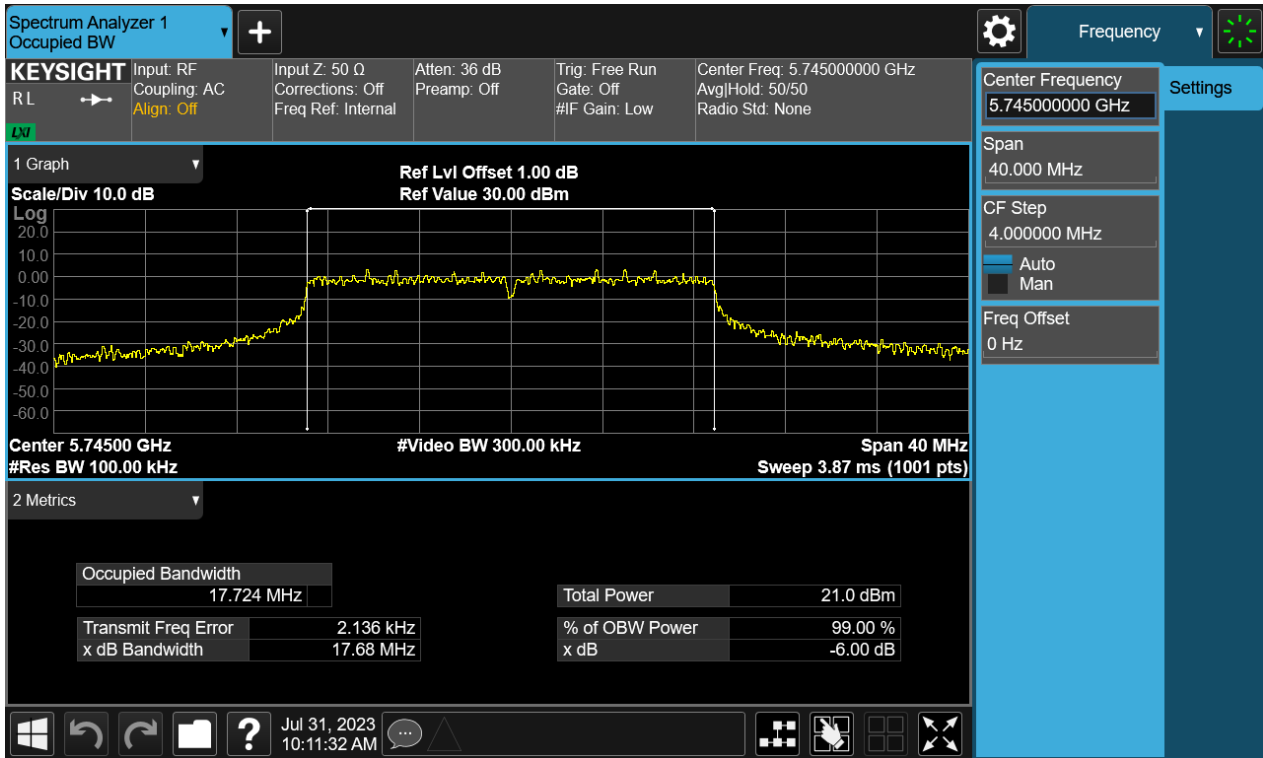 Spectrum Analyzer 1
Occupied BW
+
Frequency
KEYSIGHT
R L
LXI
Input: RF
Coupling: AC
Align: Off
Input Z: 50 Ω
Corrections: Off
Freq Ref: Internal
Atten: 36 dB
Preamp: Off
Trig: Free Run
Gate: Off
#IF Gain: Low
Center Freq: 5.745000000 GHz
Avg|Hold: 50/50
Radio Std: None
Center Frequency
5.745000000 GHz
Settings
Span
40.000 MHz
CF Step
4.000000 MHz
Auto
Man
Freq Offset
0 Hz
1 Graph
Scale/Div 10.0 dB
Ref Lvl Offset 1.00 dB
Ref Value 30.00 dBm
Log
20.0
10.0
0.00
-10.0
-20.0
-30.0
-40.0
-50.0
-60.0
Center 5.74500 GHz
#Video BW 300.00 kHz
Span 40 MHz
#Res BW 100.00 kHz
Sweep 3.87 ms (1001 pts)
2 Metrics
Occupied Bandwidth
17.724 MHz
Total Power 21.0 dBm
Transmit Freq Error 2.136 kHz
% of OBW Power 99.00 %
x dB Bandwidth 17.68 MHz
x dB -6.00 dB
?
Jul 31, 2023
10:11:32 AM